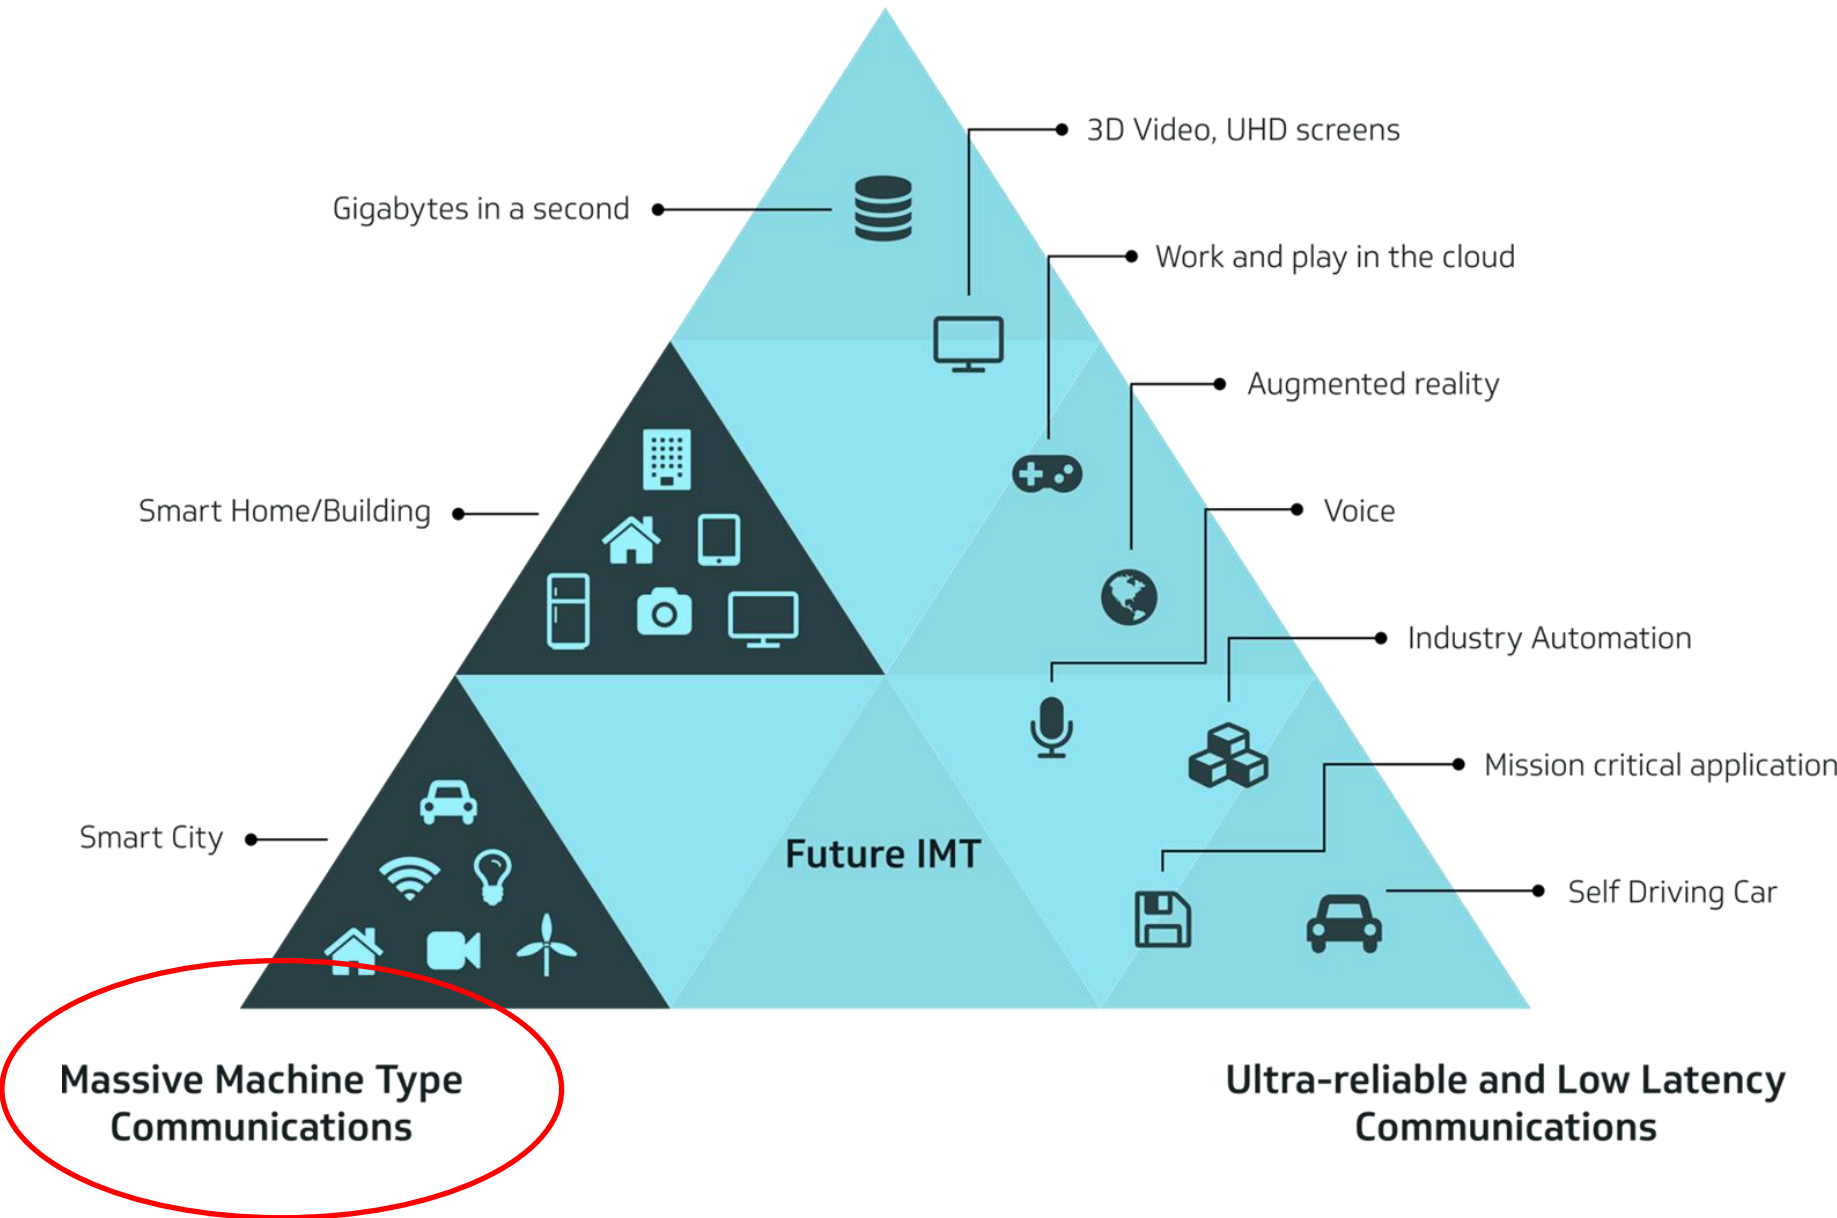 3D Video, UHD screens
Gigabytes in a second
Work and play in the cloud
Augmented reality
Smart Home/Building
Voice
Industry Automation
Mission critical application
Smart City
Future IMT
Self Driving Car
Massive Machine Type
Communications
Ultra-reliable and Low Latency
Communications